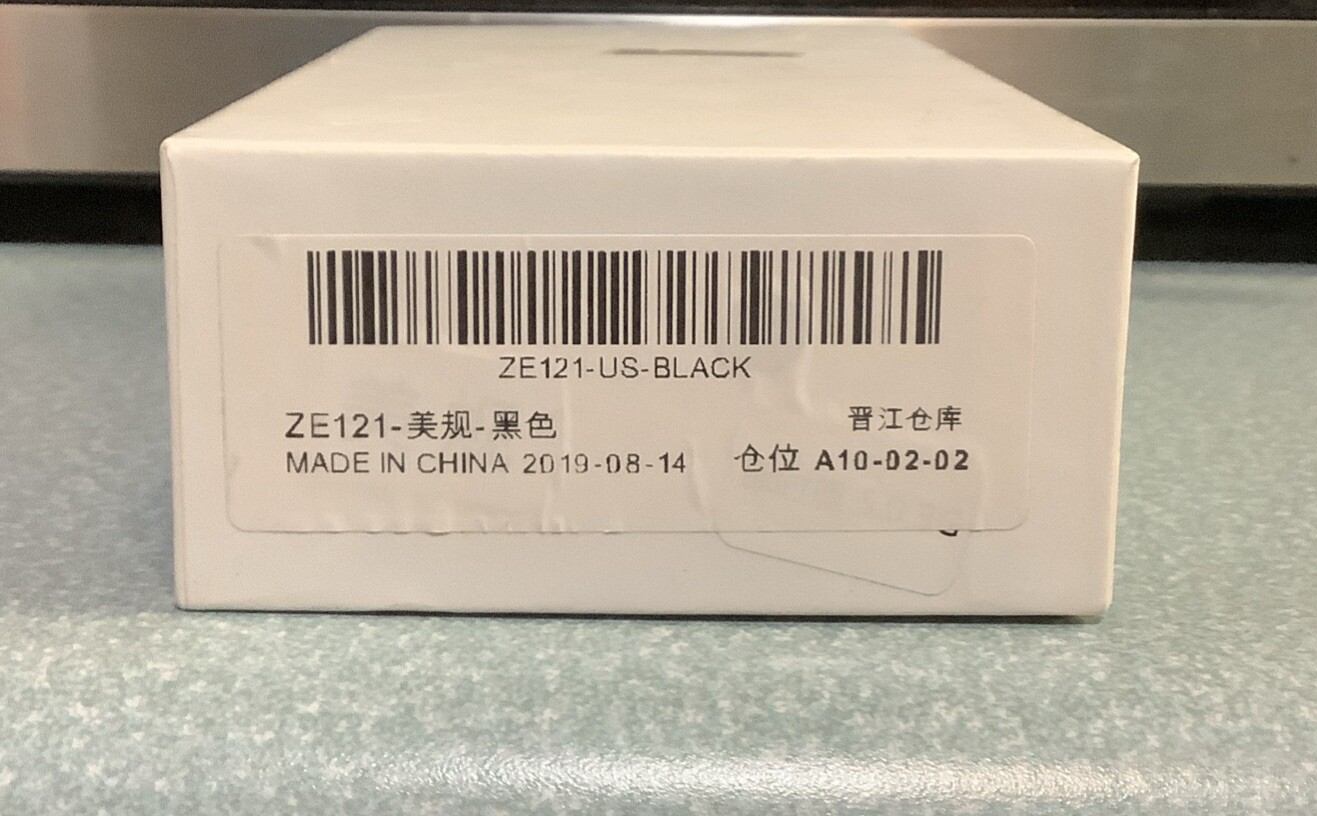 ZE121-US-BLACK
ZE121-美规-黑色
晋江仓库
MADE IN CHINA 2019-08-14
仓位 A10-02-02